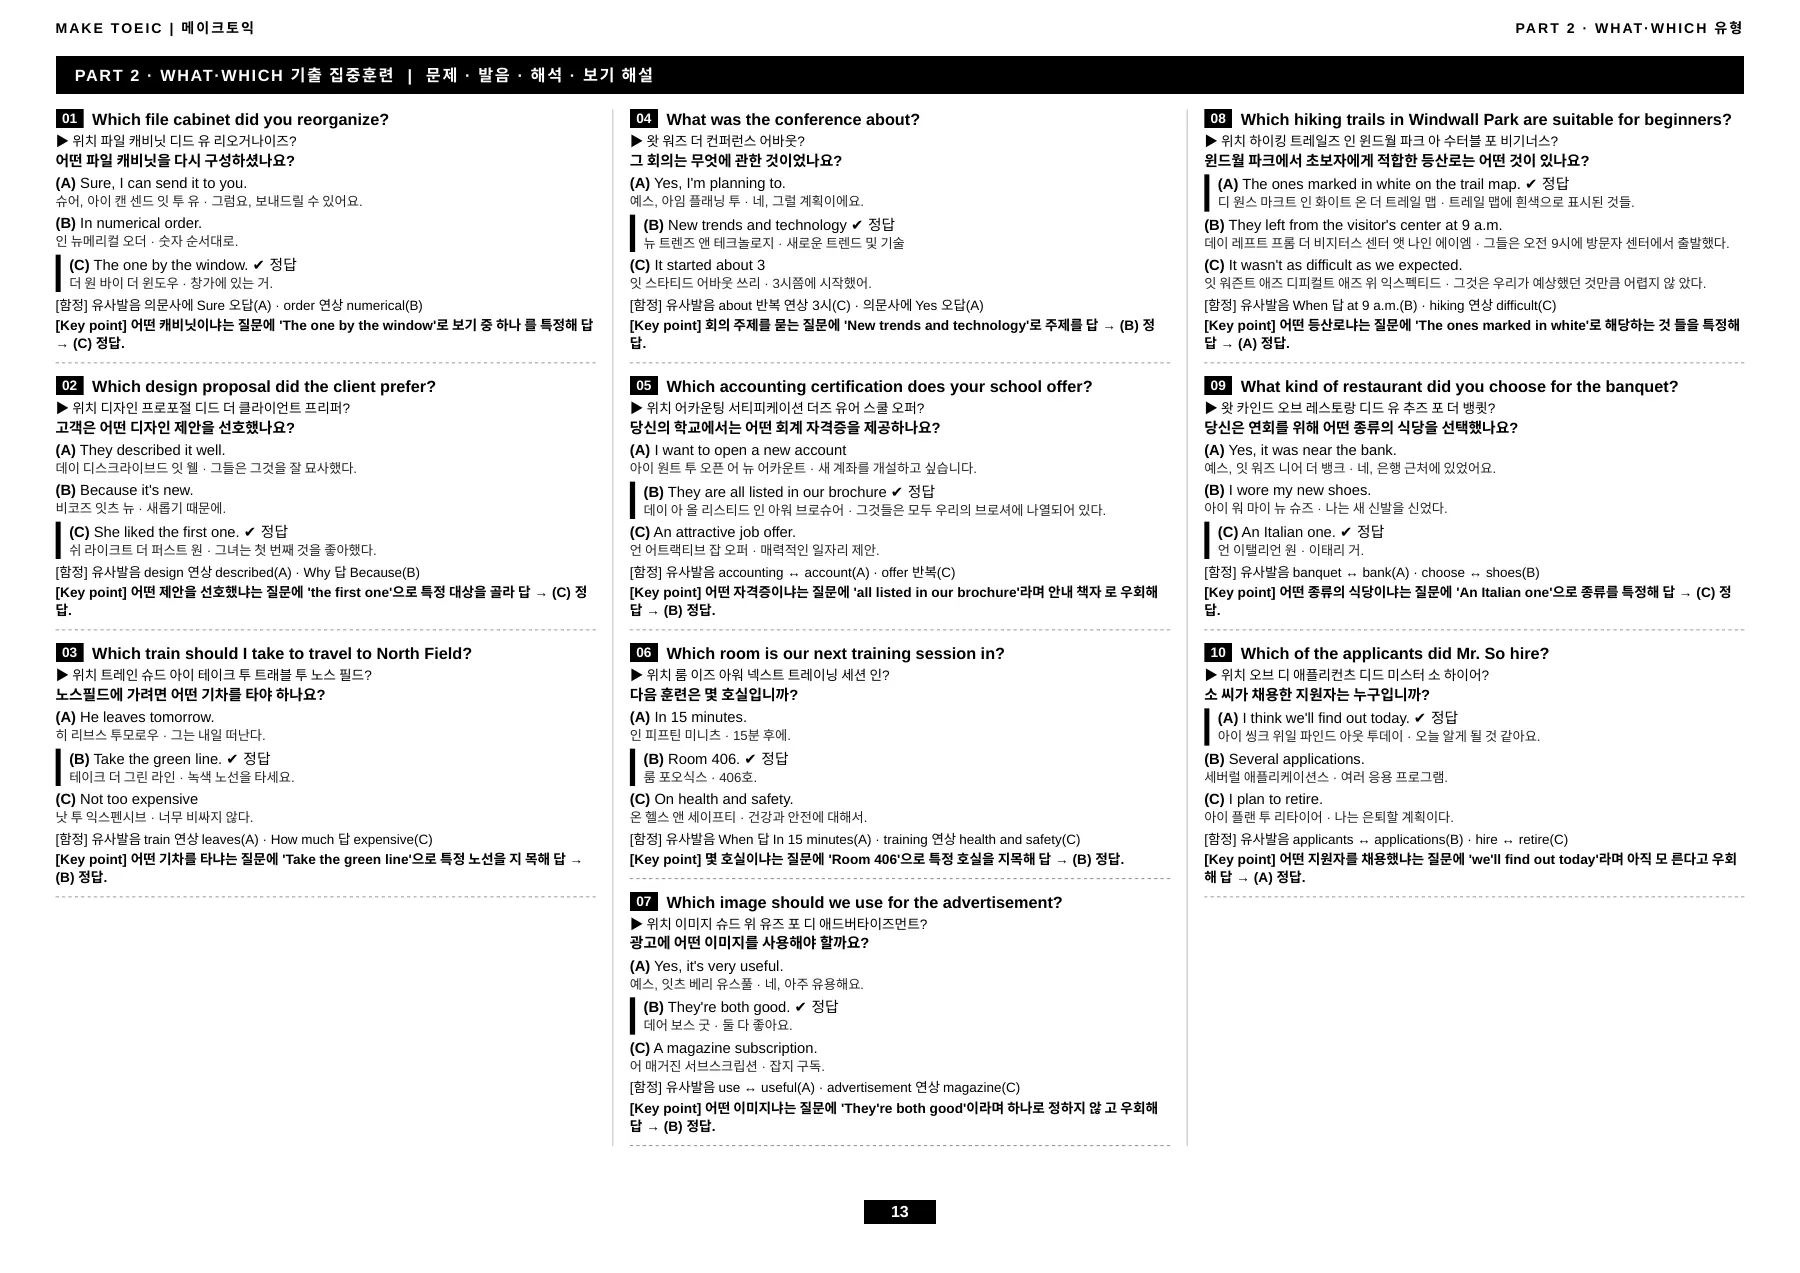 MAKE TOEIC | 메이크토익
PART 2 · WHAT·WHICH 유형
PART 2 · WHAT·WHICH 기출 집중훈련 | 문제 · 발음 · 해석 · 보기 해설
01 Which file cabinet did you reorganize?
▶ 위치 파일 캐비닛 디드 유 리오거나이즈?
어떤 파일 캐비닛을 다시 구성하셨나요?
(A) Sure, I can send it to you.
슈어, 아이 캔 센드 잇 투 유 · 그럼요, 보내드릴 수 있어요.
(B) In numerical order.
인 뉴메리컬 오더 · 숫자 순서대로.
(C) The one by the window. ✔ 정답
더 원 바이 더 윈도우 · 창가에 있는 거.
[함정] 유사발음 의문사에 Sure 오답(A) · order 연상 numerical(B)
[Key point] 어떤 캐비닛이냐는 질문에 'The one by the window'로 보기 중 하나 를 특정해 답
→ (C) 정답.
02 Which design proposal did the client prefer?
▶ 위치 디자인 프로포절 디드 더 클라이언트 프리퍼?
고객은 어떤 디자인 제안을 선호했나요?
(A) They described it well.
데이 디스크라이브드 잇 웰 · 그들은 그것을 잘 묘사했다.
(B) Because it's new.
비코즈 잇츠 뉴 · 새롭기 때문에.
(C) She liked the first one. ✔ 정답
쉬 라이크트 더 퍼스트 원 · 그녀는 첫 번째 것을 좋아했다.
[함정] 유사발음 design 연상 described(A) · Why 답 Because(B)
[Key point] 어떤 제안을 선호했냐는 질문에 'the first one'으로 특정 대상을 골라 답 → (C) 정
답.
03 Which train should I take to travel to North Field?
▶ 위치 트레인 슈드 아이 테이크 투 트래블 투 노스 필드?
노스필드에 가려면 어떤 기차를 타야 하나요?
(A) He leaves tomorrow.
히 리브스 투모로우 · 그는 내일 떠난다.
(B) Take the green line. ✔ 정답
테이크 더 그린 라인 · 녹색 노선을 타세요.
(C) Not too expensive
낫 투 익스펜시브 · 너무 비싸지 않다.
[함정] 유사발음 train 연상 leaves(A) · How much 답 expensive(C)
[Key point] 어떤 기차를 타냐는 질문에 'Take the green line'으로 특정 노선을 지 목해 답 →
(B) 정답.
04 What was the conference about?
▶ 왓 워즈 더 컨퍼런스 어바웃?
그 회의는 무엇에 관한 것이었나요?
(A) Yes, I'm planning to.
예스, 아임 플래닝 투 · 네, 그럴 계획이에요.
(B) New trends and technology ✔ 정답
뉴 트렌즈 앤 테크놀로지 · 새로운 트렌드 및 기술
(C) It started about 3
잇 스타티드 어바웃 쓰리 · 3시쯤에 시작했어.
[함정] 유사발음 about 반복 연상 3시(C) · 의문사에 Yes 오답(A)
[Key point] 회의 주제를 묻는 질문에 'New trends and technology'로 주제를 답 → (B) 정
답.
05 Which accounting certification does your school offer?
▶ 위치 어카운팅 서티피케이션 더즈 유어 스쿨 오퍼?
당신의 학교에서는 어떤 회계 자격증을 제공하나요?
(A) I want to open a new account
아이 원트 투 오픈 어 뉴 어카운트 · 새 계좌를 개설하고 싶습니다.
(B) They are all listed in our brochure ✔ 정답
데이 아 올 리스티드 인 아워 브로슈어 · 그것들은 모두 우리의 브로셔에 나열되어 있다.
(C) An attractive job offer.
언 어트랙티브 잡 오퍼 · 매력적인 일자리 제안.
[함정] 유사발음 accounting ↔ account(A) · offer 반복(C)
[Key point] 어떤 자격증이냐는 질문에 'all listed in our brochure'라며 안내 책자 로 우회해
답 → (B) 정답.
06 Which room is our next training session in?
▶ 위치 룸 이즈 아워 넥스트 트레이닝 세션 인?
다음 훈련은 몇 호실입니까?
(A) In 15 minutes.
인 피프틴 미니츠 · 15분 후에.
(B) Room 406. ✔ 정답
룸 포오식스 · 406호.
(C) On health and safety.
온 헬스 앤 세이프티 · 건강과 안전에 대해서.
[함정] 유사발음 When 답 In 15 minutes(A) · training 연상 health and safety(C)
[Key point] 몇 호실이냐는 질문에 'Room 406'으로 특정 호실을 지목해 답 → (B) 정답.
07 Which image should we use for the advertisement?
▶ 위치 이미지 슈드 위 유즈 포 디 애드버타이즈먼트?
광고에 어떤 이미지를 사용해야 할까요?
(A) Yes, it's very useful.
예스, 잇츠 베리 유스풀 · 네, 아주 유용해요.
(B) They're both good. ✔ 정답
데어 보스 굿 · 둘 다 좋아요.
(C) A magazine subscription.
어 매거진 서브스크립션 · 잡지 구독.
[함정] 유사발음 use ↔ useful(A) · advertisement 연상 magazine(C)
[Key point] 어떤 이미지냐는 질문에 'They're both good'이라며 하나로 정하지 않 고 우회해
답 → (B) 정답.
08 Which hiking trails in Windwall Park are suitable for beginners?
▶ 위치 하이킹 트레일즈 인 윈드월 파크 아 수터블 포 비기너스?
윈드월 파크에서 초보자에게 적합한 등산로는 어떤 것이 있나요?
(A) The ones marked in white on the trail map. ✔ 정답
디 원스 마크트 인 화이트 온 더 트레일 맵 · 트레일 맵에 흰색으로 표시된 것들.
(B) They left from the visitor's center at 9 a.m.
데이 레프트 프롬 더 비지터스 센터 앳 나인 에이엠 · 그들은 오전 9시에 방문자 센터에서 출발했다.
(C) It wasn't as difficult as we expected.
잇 워즌트 애즈 디피컬트 애즈 위 익스펙티드 · 그것은 우리가 예상했던 것만큼 어렵지 않 았다.
[함정] 유사발음 When 답 at 9 a.m.(B) · hiking 연상 difficult(C)
[Key point] 어떤 등산로냐는 질문에 'The ones marked in white'로 해당하는 것 들을 특정해
답 → (A) 정답.
09 What kind of restaurant did you choose for the banquet?
▶ 왓 카인드 오브 레스토랑 디드 유 추즈 포 더 뱅큇?
당신은 연회를 위해 어떤 종류의 식당을 선택했나요?
(A) Yes, it was near the bank.
예스, 잇 워즈 니어 더 뱅크 · 네, 은행 근처에 있었어요.
(B) I wore my new shoes.
아이 워 마이 뉴 슈즈 · 나는 새 신발을 신었다.
(C) An Italian one. ✔ 정답
언 이탤리언 원 · 이태리 거.
[함정] 유사발음 banquet ↔ bank(A) · choose ↔ shoes(B)
[Key point] 어떤 종류의 식당이냐는 질문에 'An Italian one'으로 종류를 특정해 답 → (C) 정
답.
10 Which of the applicants did Mr. So hire?
▶ 위치 오브 디 애플리컨츠 디드 미스터 소 하이어?
소 씨가 채용한 지원자는 누구입니까?
(A) I think we'll find out today. ✔ 정답
아이 씽크 위일 파인드 아웃 투데이 · 오늘 알게 될 것 같아요.
(B) Several applications.
세버럴 애플리케이션스 · 여러 응용 프로그램.
(C) I plan to retire.
아이 플랜 투 리타이어 · 나는 은퇴할 계획이다.
[함정] 유사발음 applicants ↔ applications(B) · hire ↔ retire(C)
[Key point] 어떤 지원자를 채용했냐는 질문에 'we'll find out today'라며 아직 모 른다고 우회
해 답 → (A) 정답.
13